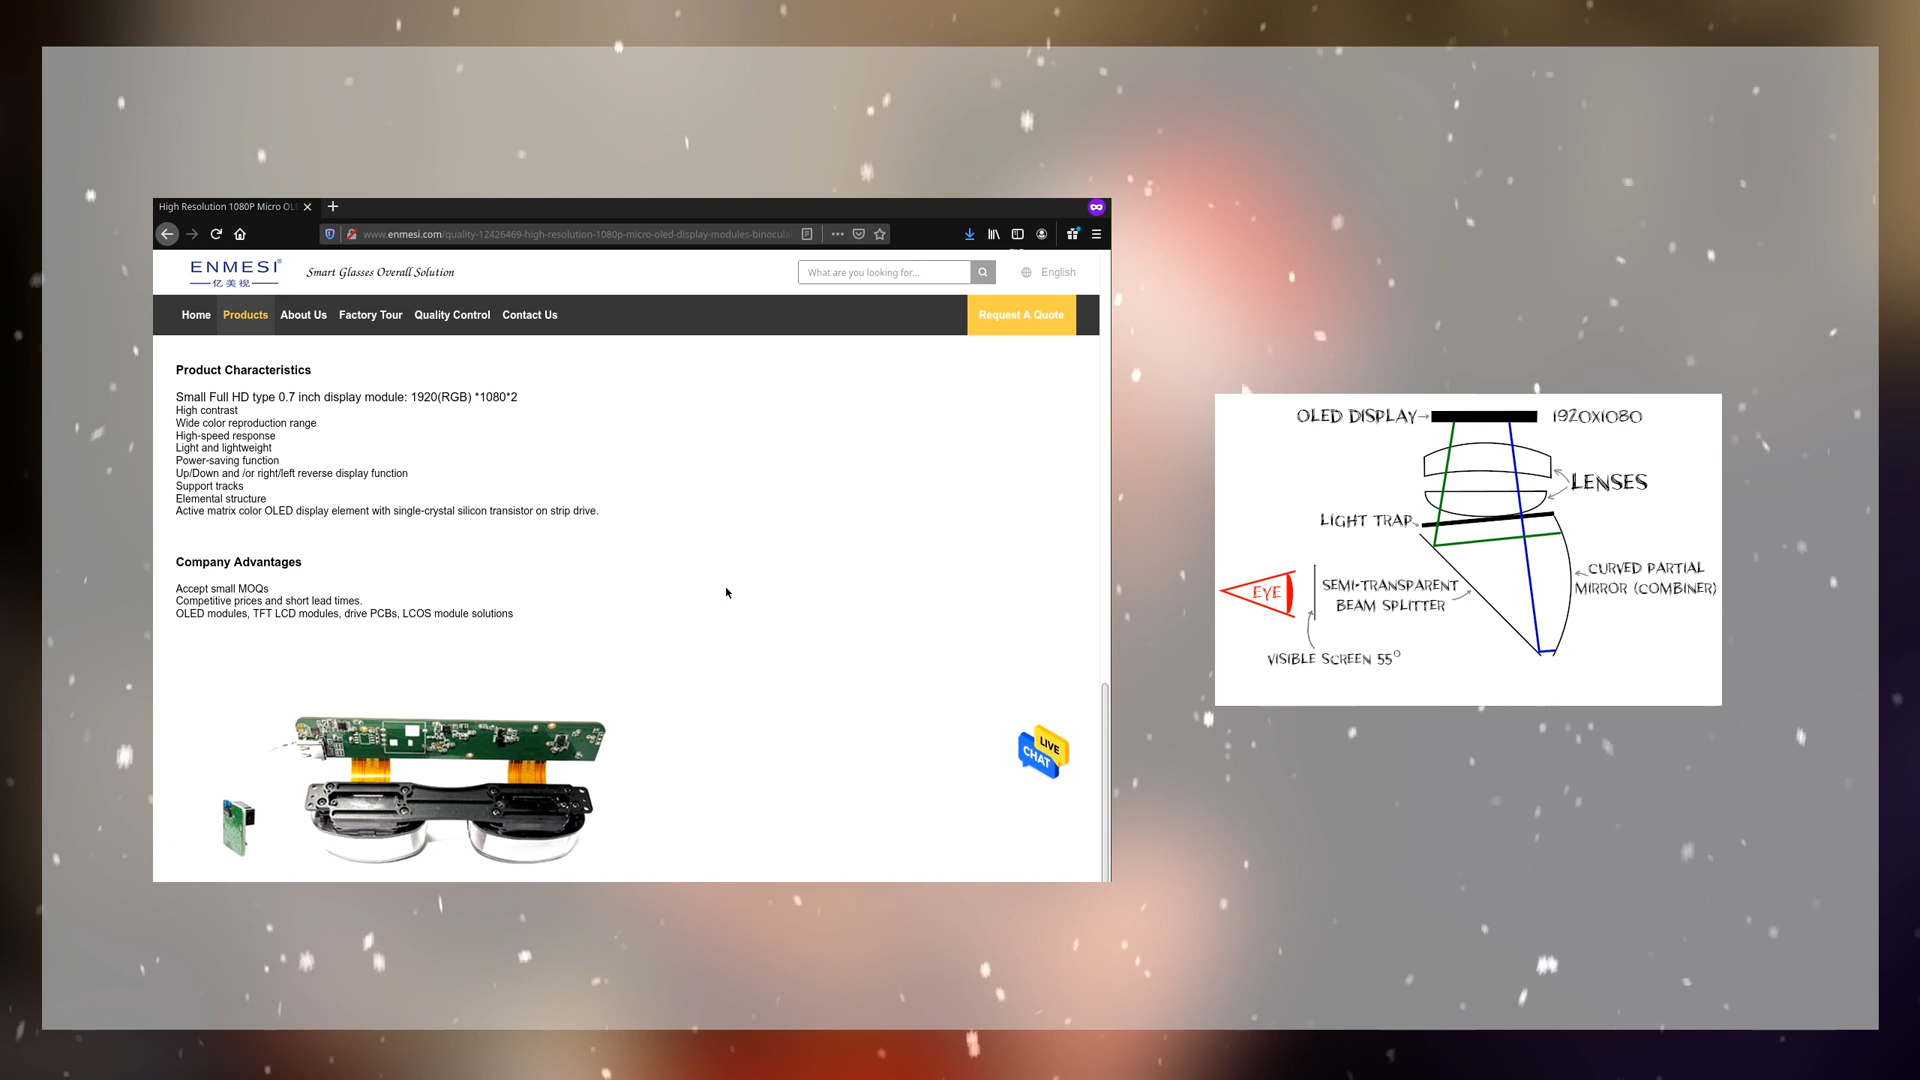 High Resolution 1080P Micro OL
www.enmesi.com/quality-12426469-high-resolution-1080p-micro-oled-display-modules-binocula
ENMESI
亿美视
Smart Glasses Overall Solution
What are you looking for...
English
Home Products About Us Factory Tour Quality Control Contact Us
Request A Quote
Product Characteristics
Small Full HD type 0.7 inch display module: 1920(RGB) *1080*2
High contrast
Wide color reproduction range
High-speed response
Light and lightweight
Power-saving function
Up/Down and /or right/left reverse display function
Support tracks
Elemental structure
Active matrix color OLED display element with single-crystal silicon transistor on strip drive.
Company Advantages
Accept small MOQs
Competitive prices and short lead times.
OLED modules, TFT LCD modules, drive PCBs, LCOS module solutions
LIVE
CHAT
OLED DISPLAY
1920X1080
LENSES
LIGHT TRAP
EYE
SEMI-TRANSPARENT
BEAM SPLITTER
CURVED PARTIAL
MIRROR (COMBINER)
VISIBLE SCREEN 55°